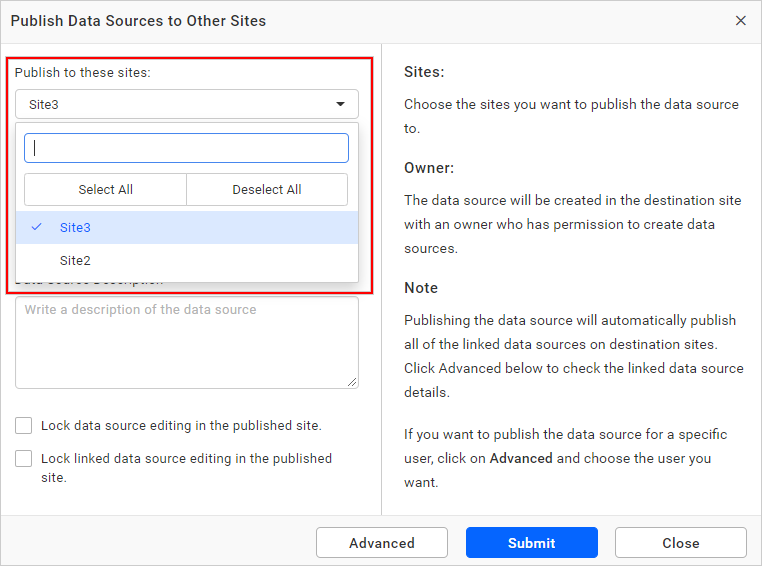 Publish Data Sources to Other Sites
Publish to these sites:
Site3
Select All
Deselect All
Site3
Site2
Data Source Description
Write a description of the data source
Lock data source editing in the published site.
Lock linked data source editing in the published
site.
Sites:
Choose the sites you want to publish the data source
to.
Owner:
The data source will be created in the destination site
with an owner who has permission to create data
sources.
Note
Publishing the data source will automatically publish
all of the linked data sources on destination sites.
Click Advanced below to check the linked data source
details.
If you want to publish the data source for a specific
user, click on Advanced and choose the user you
want.
Advanced
Submit
Close